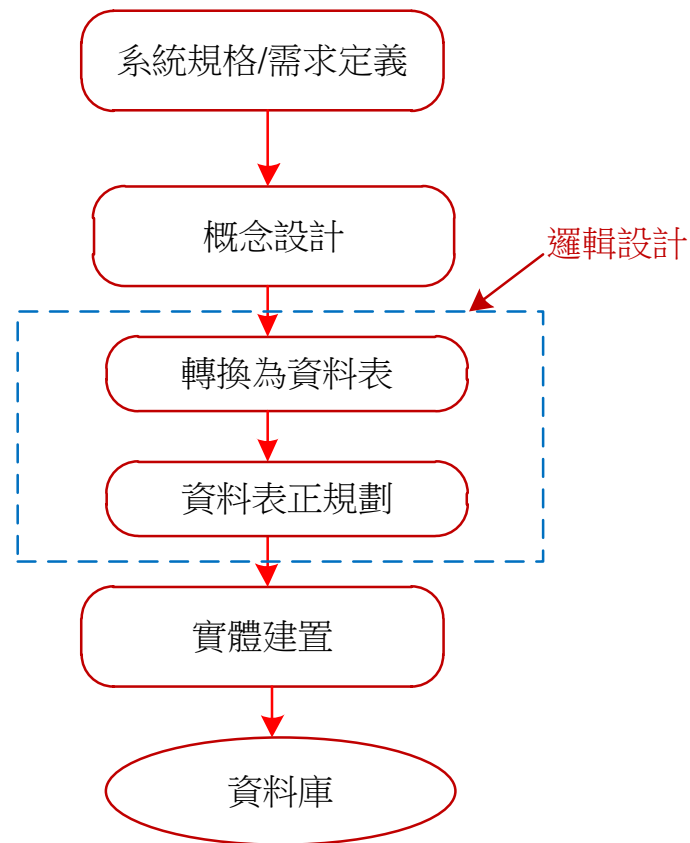 系統規格/需求定義
概念設計
邏輯設計
轉換為資料表
資料表正規劃
實體建置
資料庫